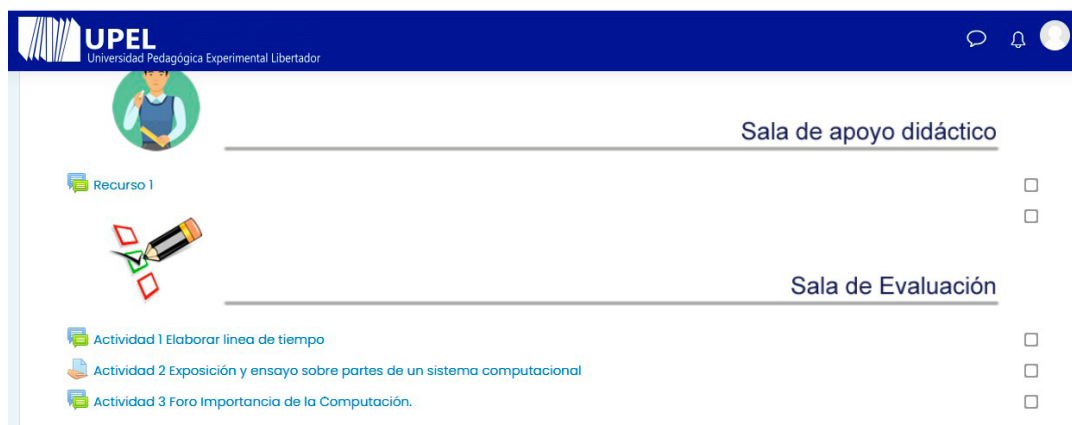 UPEL
Universidad Pedagógica Experimental Libertador
Sala de apoyo didáctico
Recurso 1
Sala de Evaluación
Actividad 1 Elaborar linea de tiempo
Actividad 2 Exposición y ensayo sobre partes de un sistema computacional
Actividad 3 Foro Importancia de la Computación.